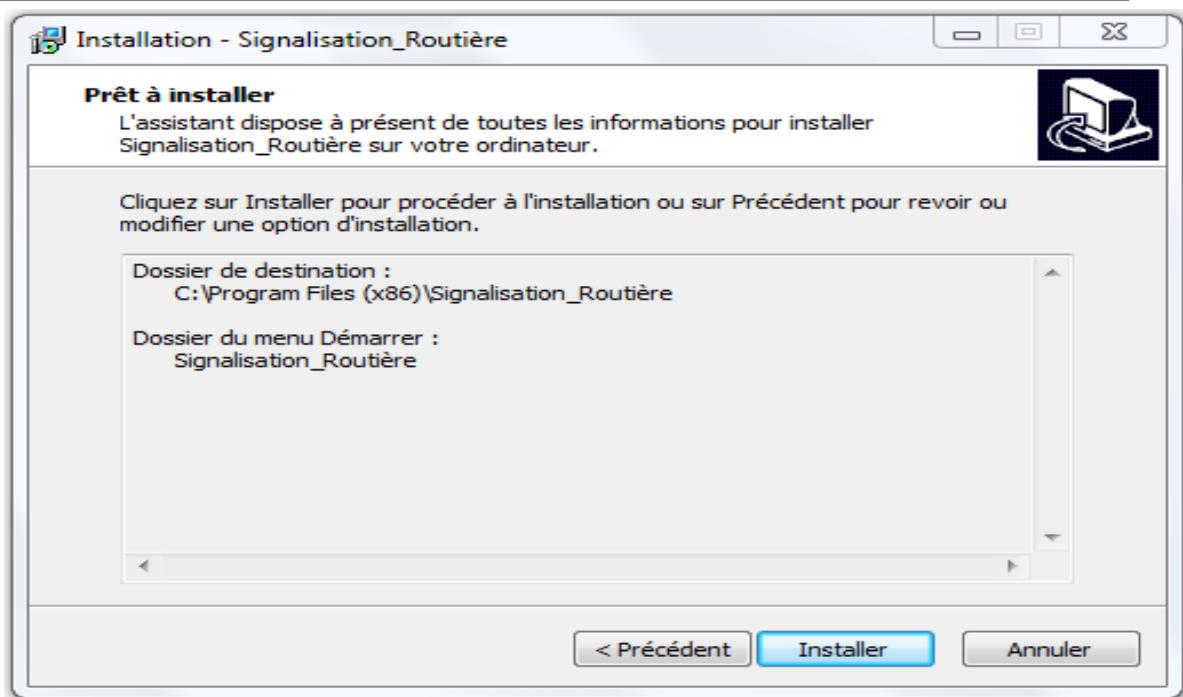 Installation - Signalisation_Routière
Prêt à installer
L'assistant dispose à présent de toutes les informations pour installer
Signalisation_Routière sur votre ordinateur.
Cliquez sur Installer pour procéder à l'installation ou sur Précédent pour revoir ou
modifier une option d'installation.
Dossier de destination :
C:\Program Files (x86)\Signalisation_Routière
Dossier du menu Démarrer :
Signalisation_Routière
< Précédent Installer Annuler